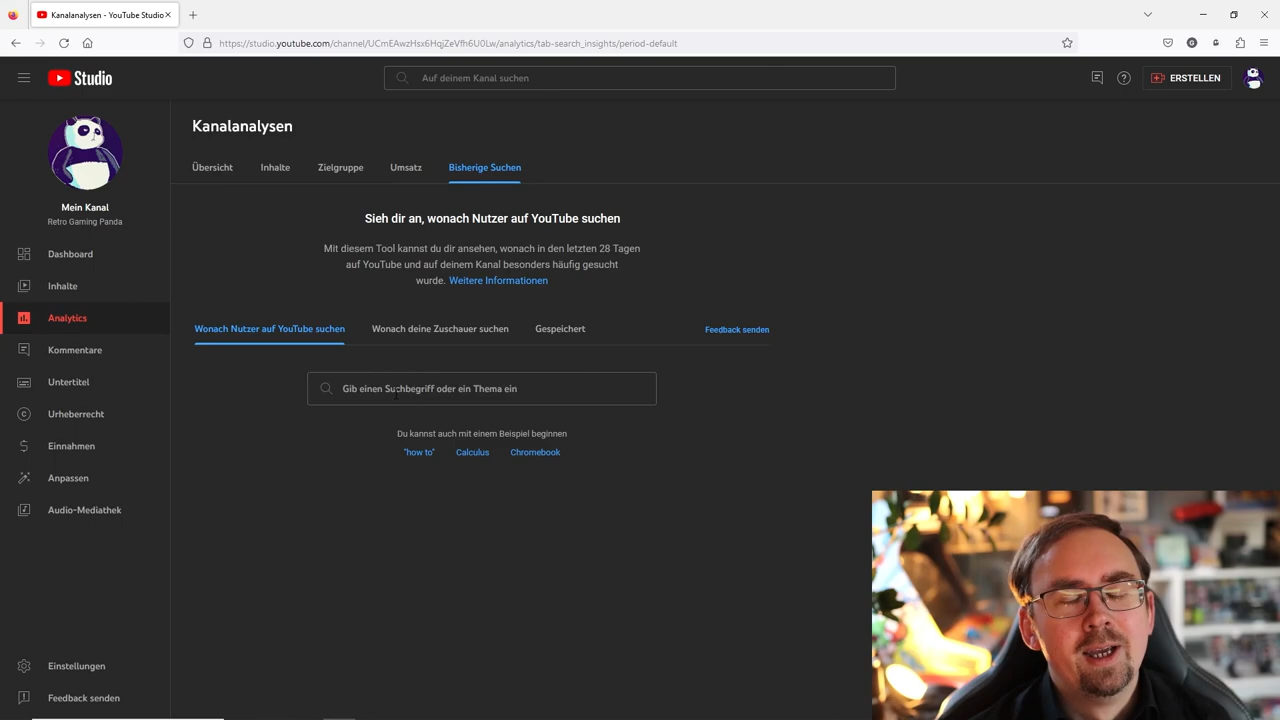 Kanalanalysen - YouTube Studio
https://studio.youtube.com/channel/UCmEAwzHsx6HqjZeVfh6U0Lw/analytics/tab-search_insights/period-default
Studio
Auf deinem Kanal suchen
ERSTELLEN
Mein Kanal
Retro Gaming Panda
Dashboard
Inhalte
Analytics
Kommentare
Untertitel
Urheberrecht
Einnahmen
Anpassen
Audio-Mediathek
Einstellungen
Feedback senden
Kanalanalysen
Übersicht Inhalte Zielgruppe Umsatz Bisherige Suchen
Sieh dir an, wonach Nutzer auf YouTube suchen
Mit diesem Tool kannst du dir ansehen, wonach in den letzten 28 Tagen
auf YouTube und auf deinem Kanal besonders häufig gesucht
wurde. Weitere Informationen
Wonach Nutzer auf YouTube suchen Wonach deine Zuschauer suchen Gespeichert Feedback senden
Gib einen Suchbegriff oder ein Thema ein
Du kannst auch mit einem Beispiel beginnen
"how to" Calculus Chromebook